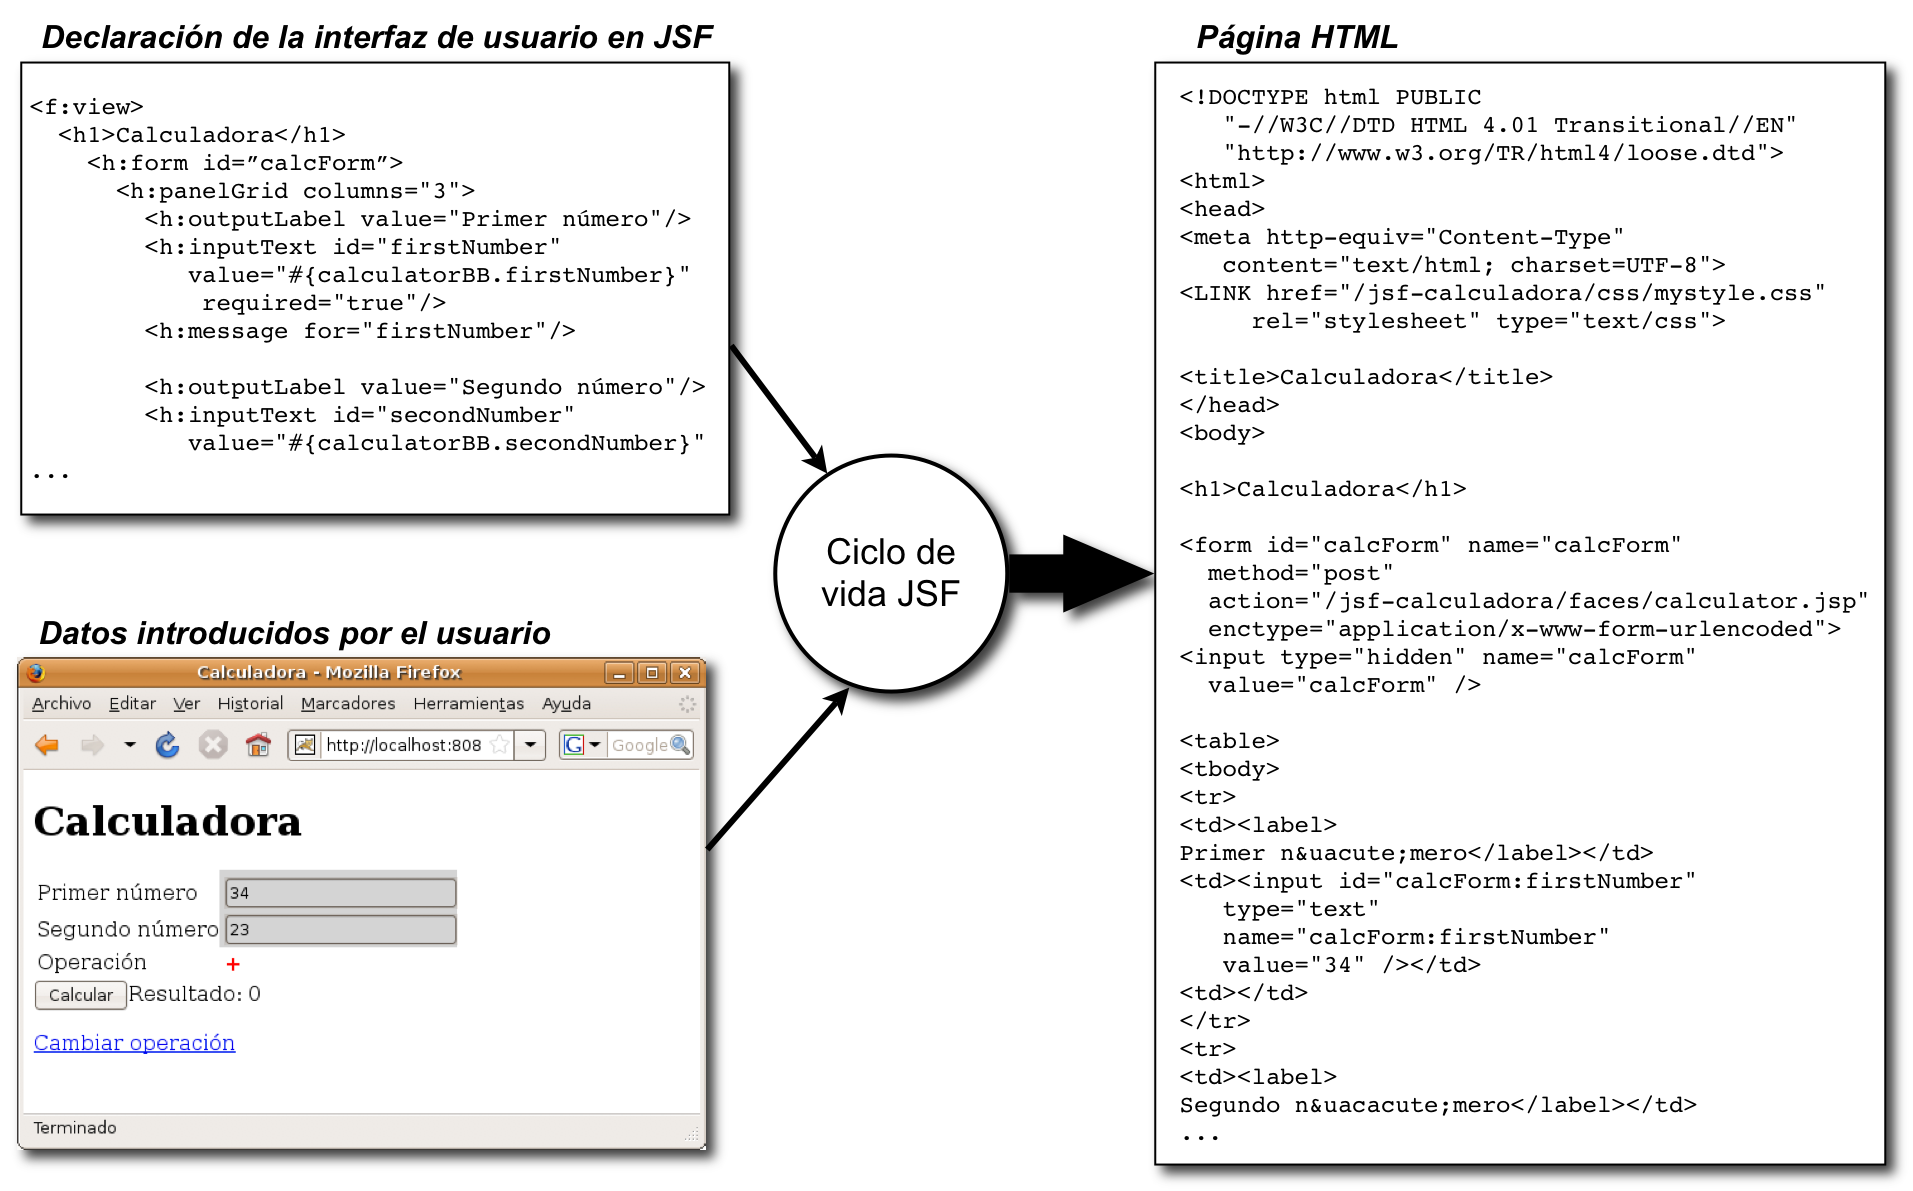 Declaración de la interfaz de usuario en JSF
<f:view>
<h1>Calculadora</h1>
<h:form id=”calcForm”>
<h:panelGrid columns="3">
<h:outputLabel value="Primer número"/>
<h:inputText id="firstNumber"
value="#{calculatorBB.firstNumber}"
required="true"/>
<h:message for="firstNumber"/>
<h:outputLabel value="Segundo número"/>
<h:inputText id="secondNumber"
value="#{calculatorBB.secondNumber}"
...
Datos introducidos por el usuario
Calculadora - Mozilla Firefox
Archivo Editar Ver Historial Marcadores Herramientas Ayuda
http://localhost:808 G Google
Calculadora
Primer número 34
Segundo número 23
Operación +
Calcular Resultado: 0
Cambiar operación
Terminado
Ciclo de
vida JSF
Página HTML
<!DOCTYPE html PUBLIC
"-//W3C//DTD HTML 4.01 Transitional//EN"
"http://www.w3.org/TR/html4/loose.dtd">
<html>
<head>
<meta http-equiv="Content-Type"
content="text/html; charset=UTF-8">
<LINK href="/jsf-calculadora/css/mystyle.css"
rel="stylesheet" type="text/css">
<title>Calculadora</title>
</head>
<body>
<h1>Calculadora</h1>
<form id="calcForm" name="calcForm"
method="post"
action="/jsf-calculadora/faces/calculator.jsp"
enctype="application/x-www-form-urlencoded">
<input type="hidden" name="calcForm"
value="calcForm" />
<table>
<tbody>
<tr>
<td><label>
Primer n&uacute;mero</label></td>
<td><input id="calcForm:firstNumber"
type="text"
name="calcForm:firstNumber"
value="34" /></td>
<td></td>
</tr>
<tr>
<td><label>
Segundo n&uacacute;mero</label></td>
...